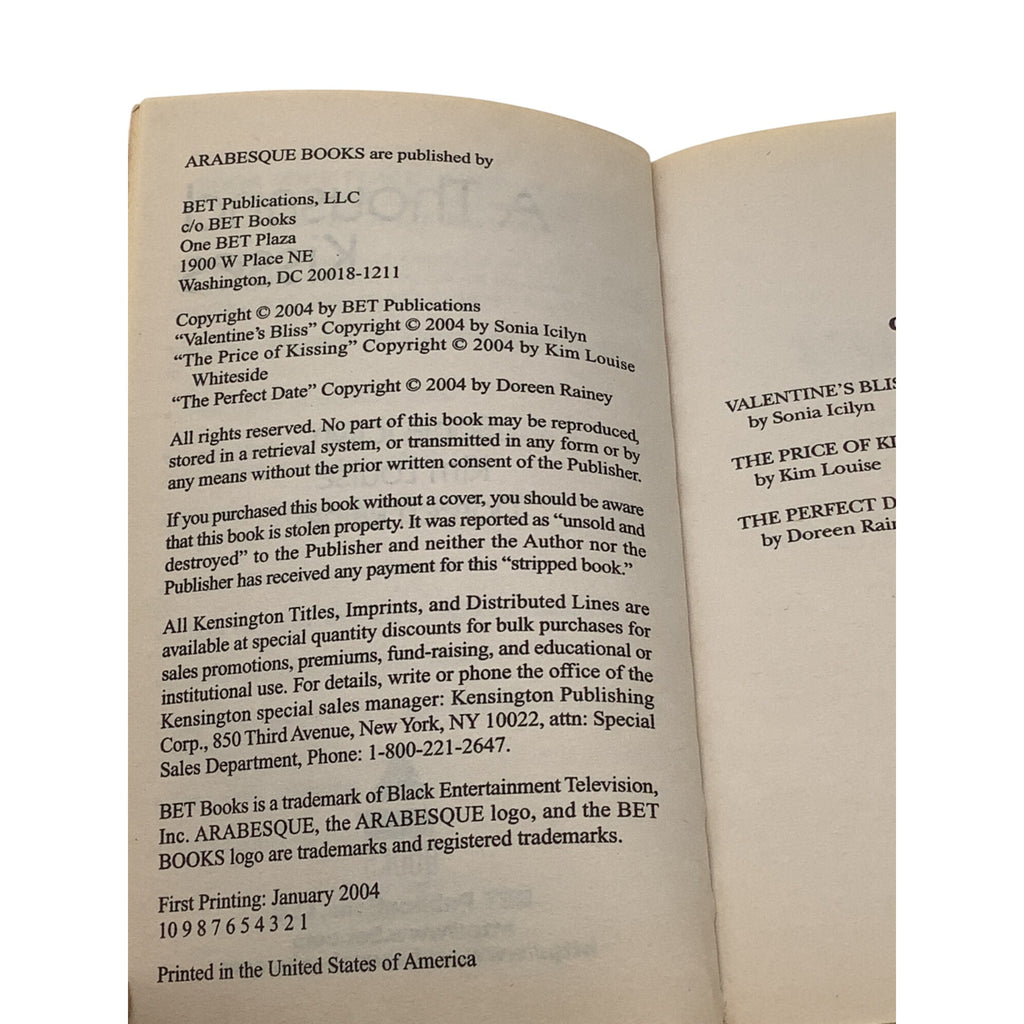 ARABESQUE BOOKS are published by
BET Publications, LLC
c/o BET Books
One BET Plaza
1900 W Place NE
Washington, DC 20018-1211
Copyright © 2004 by BET Publications
“Valentine’s Bliss” Copyright © 2004 by Sonia Icilyn
“The Price of Kissing” Copyright © 2004 by Kim Louise
Whiteside
“The Perfect Date” Copyright © 2004 by Doreen Rainey
All rights reserved. No part of this book may be reproduced,
stored in a retrieval system, or transmitted in any form or by
any means without the prior written consent of the Publisher.
If you purchased this book without a cover, you should be aware
that this book is stolen property. It was reported as “unsold and
destroyed” to the Publisher and neither the Author nor the
Publisher has received any payment for this “stripped book.”
All Kensington Titles, Imprints, and Distributed Lines are
available at special quantity discounts for bulk purchases for
sales promotions, premiums, fund-raising, and educational or
institutional use. For details, write or phone the office of the
Kensington special sales manager: Kensington Publishing
Corp., 850 Third Avenue, New York, NY 10022, attn: Special
Sales Department, Phone: 1-800-221-2647.
BET Books is a trademark of Black Entertainment Television,
Inc. ARABESQUE, the ARABESQUE logo, and the BET
BOOKS logo are trademarks and registered trademarks.
First Printing: January 2004
10 9 8 7 6 5 4 3 2 1
Printed in the United States of America
VALENTINE’S BLIS
by Sonia Icilyn
THE PRICE OF KI
by Kim Louise
THE PERFECT D
by Doreen Rai